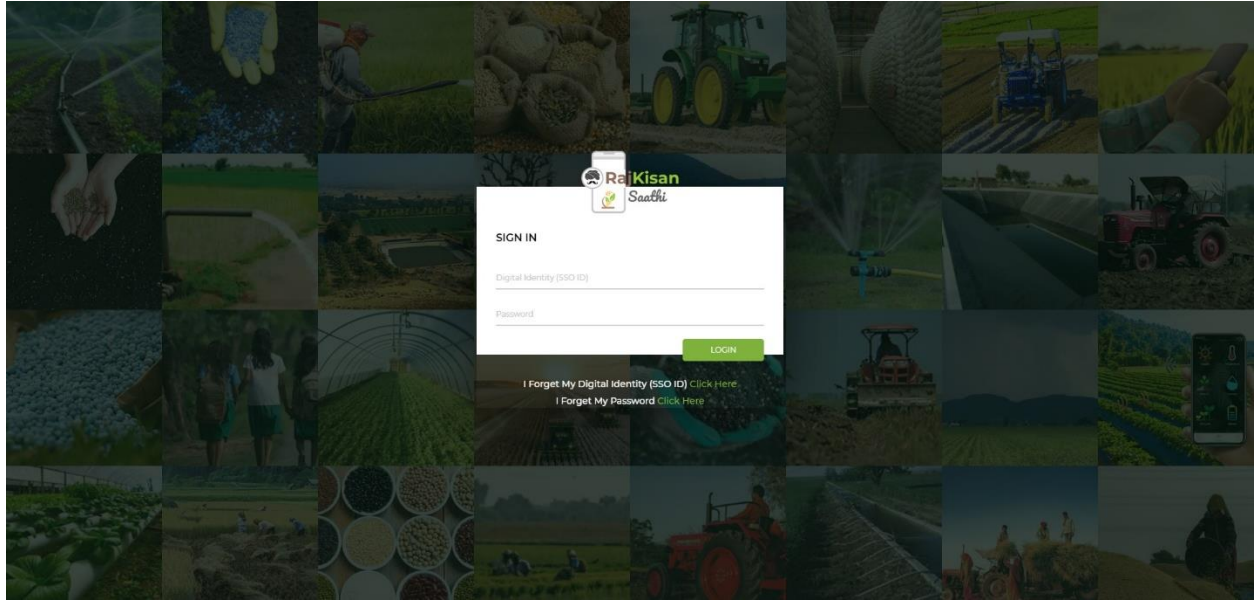 RajKisan
Saathi
SIGN IN
Digital Identity (SSO ID)
Password
LOGIN
I Forget My Digital Identity (SSO ID) Click Here
I Forget My Password Click Here